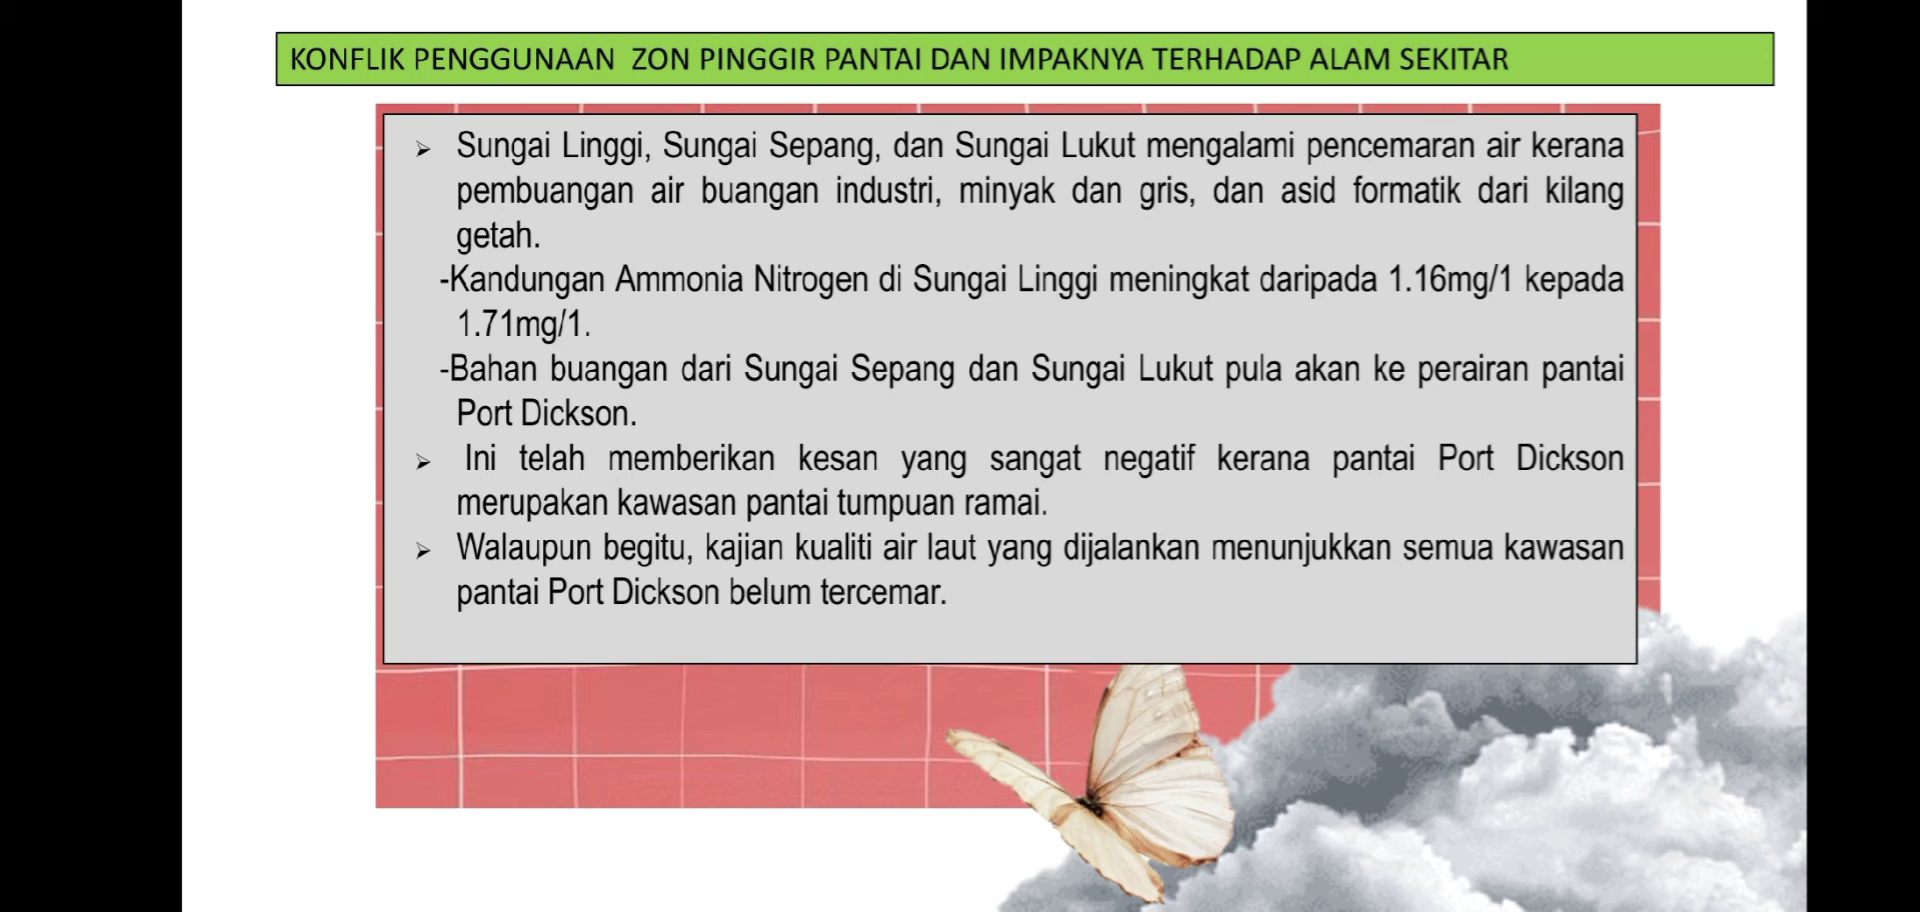 KONFLIK PENGGUNAAN ZON PINGGIR PANTAI DAN IMPAKNYA TERHADAP ALAM SEKITAR
➢ Sungai Linggi, Sungai Sepang, dan Sungai Lukut mengalami pencemaran air kerana
pembuangan air buangan industri, minyak dan gris, dan asid formatik dari kilang
getah.
-Kandungan Ammonia Nitrogen di Sungai Linggi meningkat daripada 1.16mg/1 kepada
1.71mg/1.
-Bahan buangan dari Sungai Sepang dan Sungai Lukut pula akan ke perairan pantai
Port Dickson.
➢ Ini telah memberikan kesan yang sangat negatif kerana pantai Port Dickson
merupakan kawasan pantai tumpuan ramai.
➢ Walaupun begitu, kajian kualiti air laut yang dijalankan menunjukkan semua kawasan
pantai Port Dickson belum tercemar.